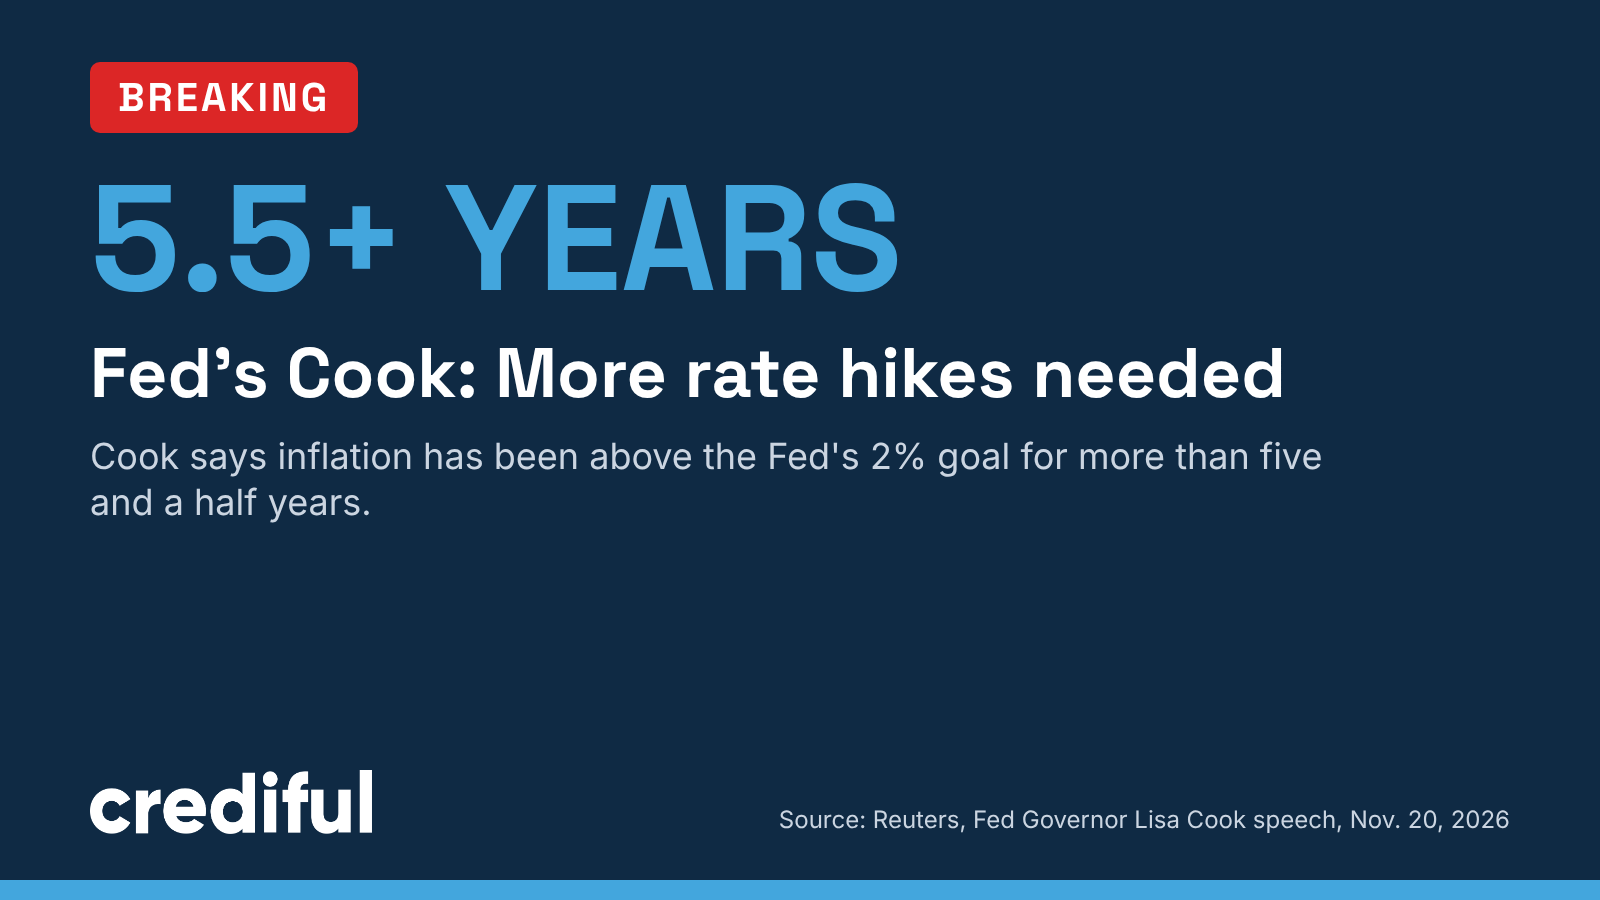 BREAKING
5.5+ YEARS
Fed’s Cook: More rate hikes needed
Cook says inflation has been above the Fed's 2% goal for more than five
and a half years.
crediful
Source: Reuters, Fed Governor Lisa Cook speech, Nov. 20, 2026